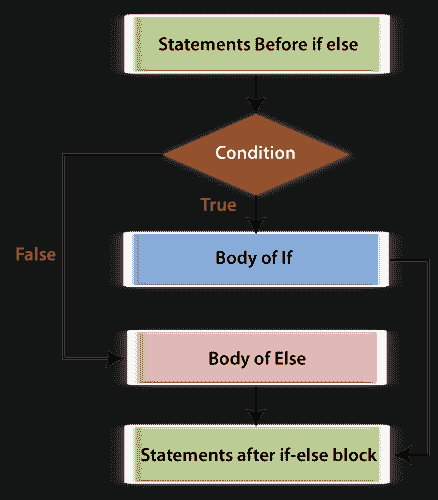 Statements Before if else
Condition
True
False
Body of If
Body of Else
Statements after if-else block